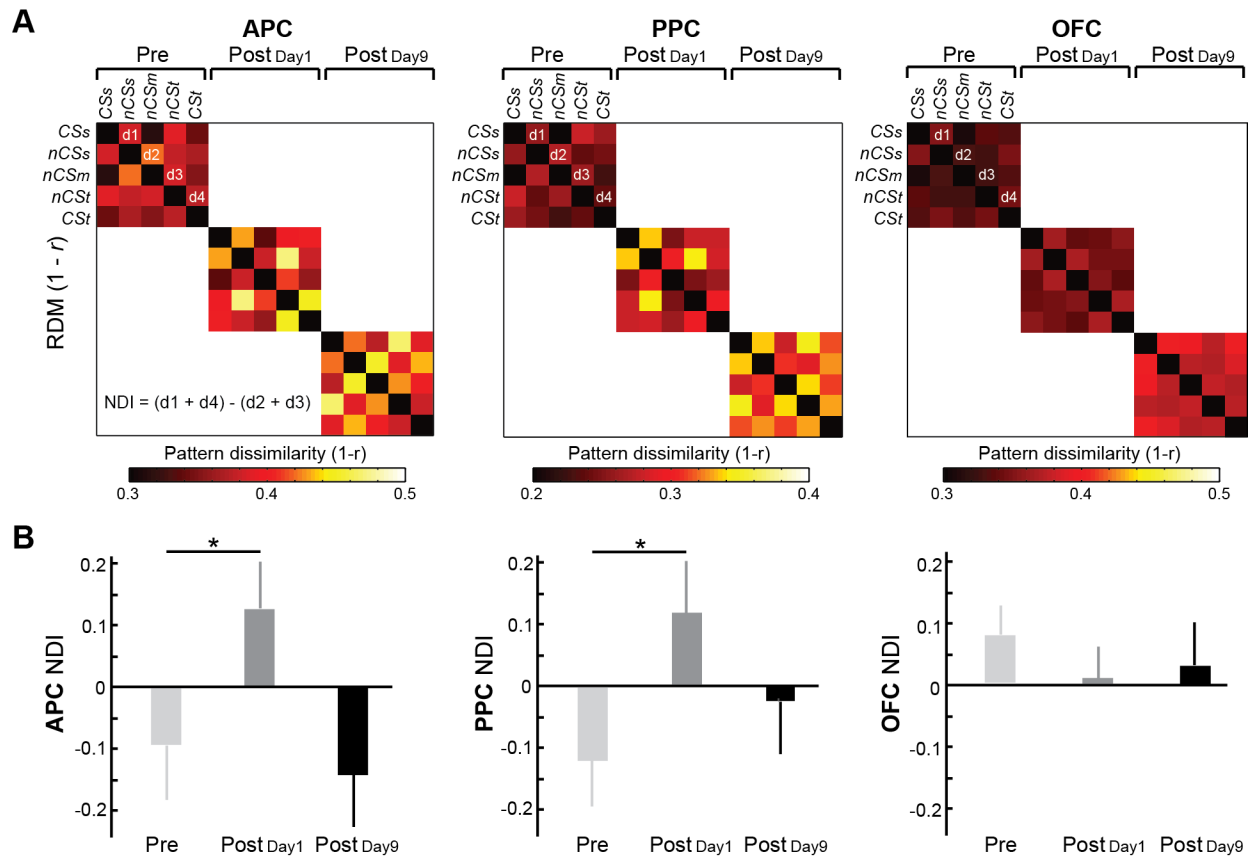 A
APC
PPC
OFC
Pre Post Day1 Post Day9
Pre Post Day1 Post Day9
Pre Post Day1 Post Day9
CSs nCSs nCSm nCSt CSt
CSs nCSs nCSm nCSt CSt
CSs nCSs nCSm nCSt CSt
RDM (1 - r)
CSs
nCSs
nCSm
nCSt
CSt
d1
d2
d3
d4
NDI = (d1 + d4) - (d2 + d3)
CSs
nCSs
nCSm
nCSt
CSt
d1
d2
d3
d4
CSs
nCSs
nCSm
nCSt
CSt
d1
d2
d3
d4
Pattern dissimilarity (1-r)
0.3 0.4 0.5
Pattern dissimilarity (1-r)
0.2 0.3 0.4
Pattern dissimilarity (1-r)
0.3 0.4 0.5
B
APC NDI
0.2
0.1
0
-0.1
-0.2
*
Pre Post Day1 Post Day9
PPC NDI
0.2
0.1
0
-0.1
-0.2
*
Pre Post Day1 Post Day9
OFC NDI
0.2
0.1
0
-0.1
-0.2
Pre Post Day1 Post Day9